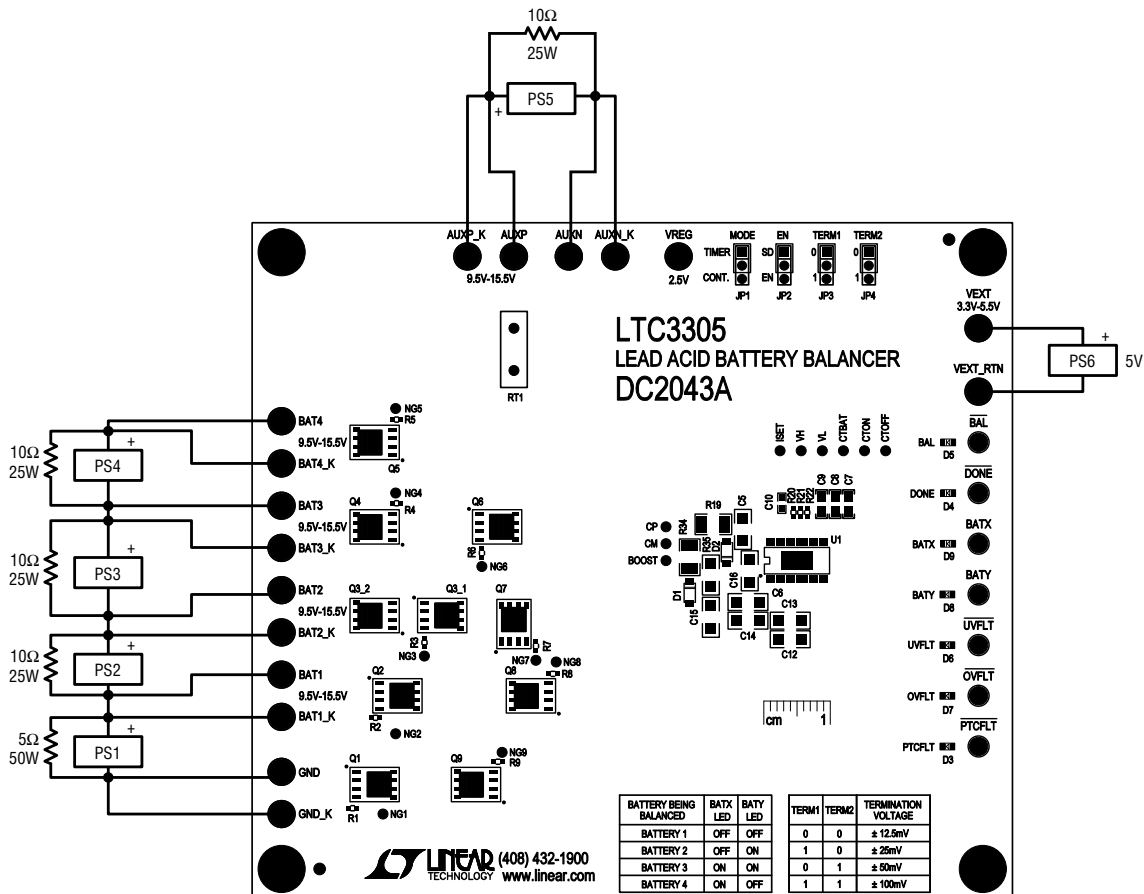 10Ω
25W
PS5
+
AUXP_K AUXP AUXN AUXN_K VREG MODE EN TERM1 TERM2
TIMER SD 0 0
9.5V-15.5V 2.5V CONT. EN 1 1
JP1 JP2 JP3 JP4
VEXT
3.3V-5.5V
+
PS6 5V
VEXT_RTN
LTC3305
LEAD ACID BATTERY BALANCER
DC2043A
RT1
BAT4
9.5V-15.5V
BAT4_K
BAT3
9.5V-15.5V
BAT3_K
BAT2
9.5V-15.5V
BAT2_K
BAT1
9.5V-15.5V
BAT1_K
GND
GND_K
10Ω
25W
+
PS4
10Ω
25W
+
PS3
10Ω
25W
+
PS2
5Ω
50W
+
PS1
NG5
R5
Q5
Q4
NG4
R4
Q6
R6
NG6
Q3_2
Q3_1
R3
NG3
Q7
R7
NG7
NG8
Q8
R8
Q2
R2
NG2
Q1
R1
NG1
Q9
NG9
R9
ISET VH VL CTBAT CTON CTOFF
C10 R20 R21 R22 C9 C8 C7
CP
CM
BOOST
R34
R19
C5
R35
D2
U1
D1
C15
C16
C6
C14
C13
C12
cm 1
BAL
BAL
D5
DONE
DONE
D4
BATX
BATX
D9
BATY
BATY
D8
UVFLT
UVFLT
D6
OVFLT
OVFLT
D7
PTCFLT
PTCFLT
D3
BATTERY BEING BALANCED BATX LED BATY LED
BATTERY 1 OFF OFF
BATTERY 2 OFF ON
BATTERY 3 ON ON
BATTERY 4 ON OFF
TERM1 TERM2 TERMINATION VOLTAGE
0 0 ± 12.5mV
1 0 ± 25mV
0 1 ± 50mV
1 1 ± 100mV
LINEAR TECHNOLOGY
(408) 432-1900
www.linear.com